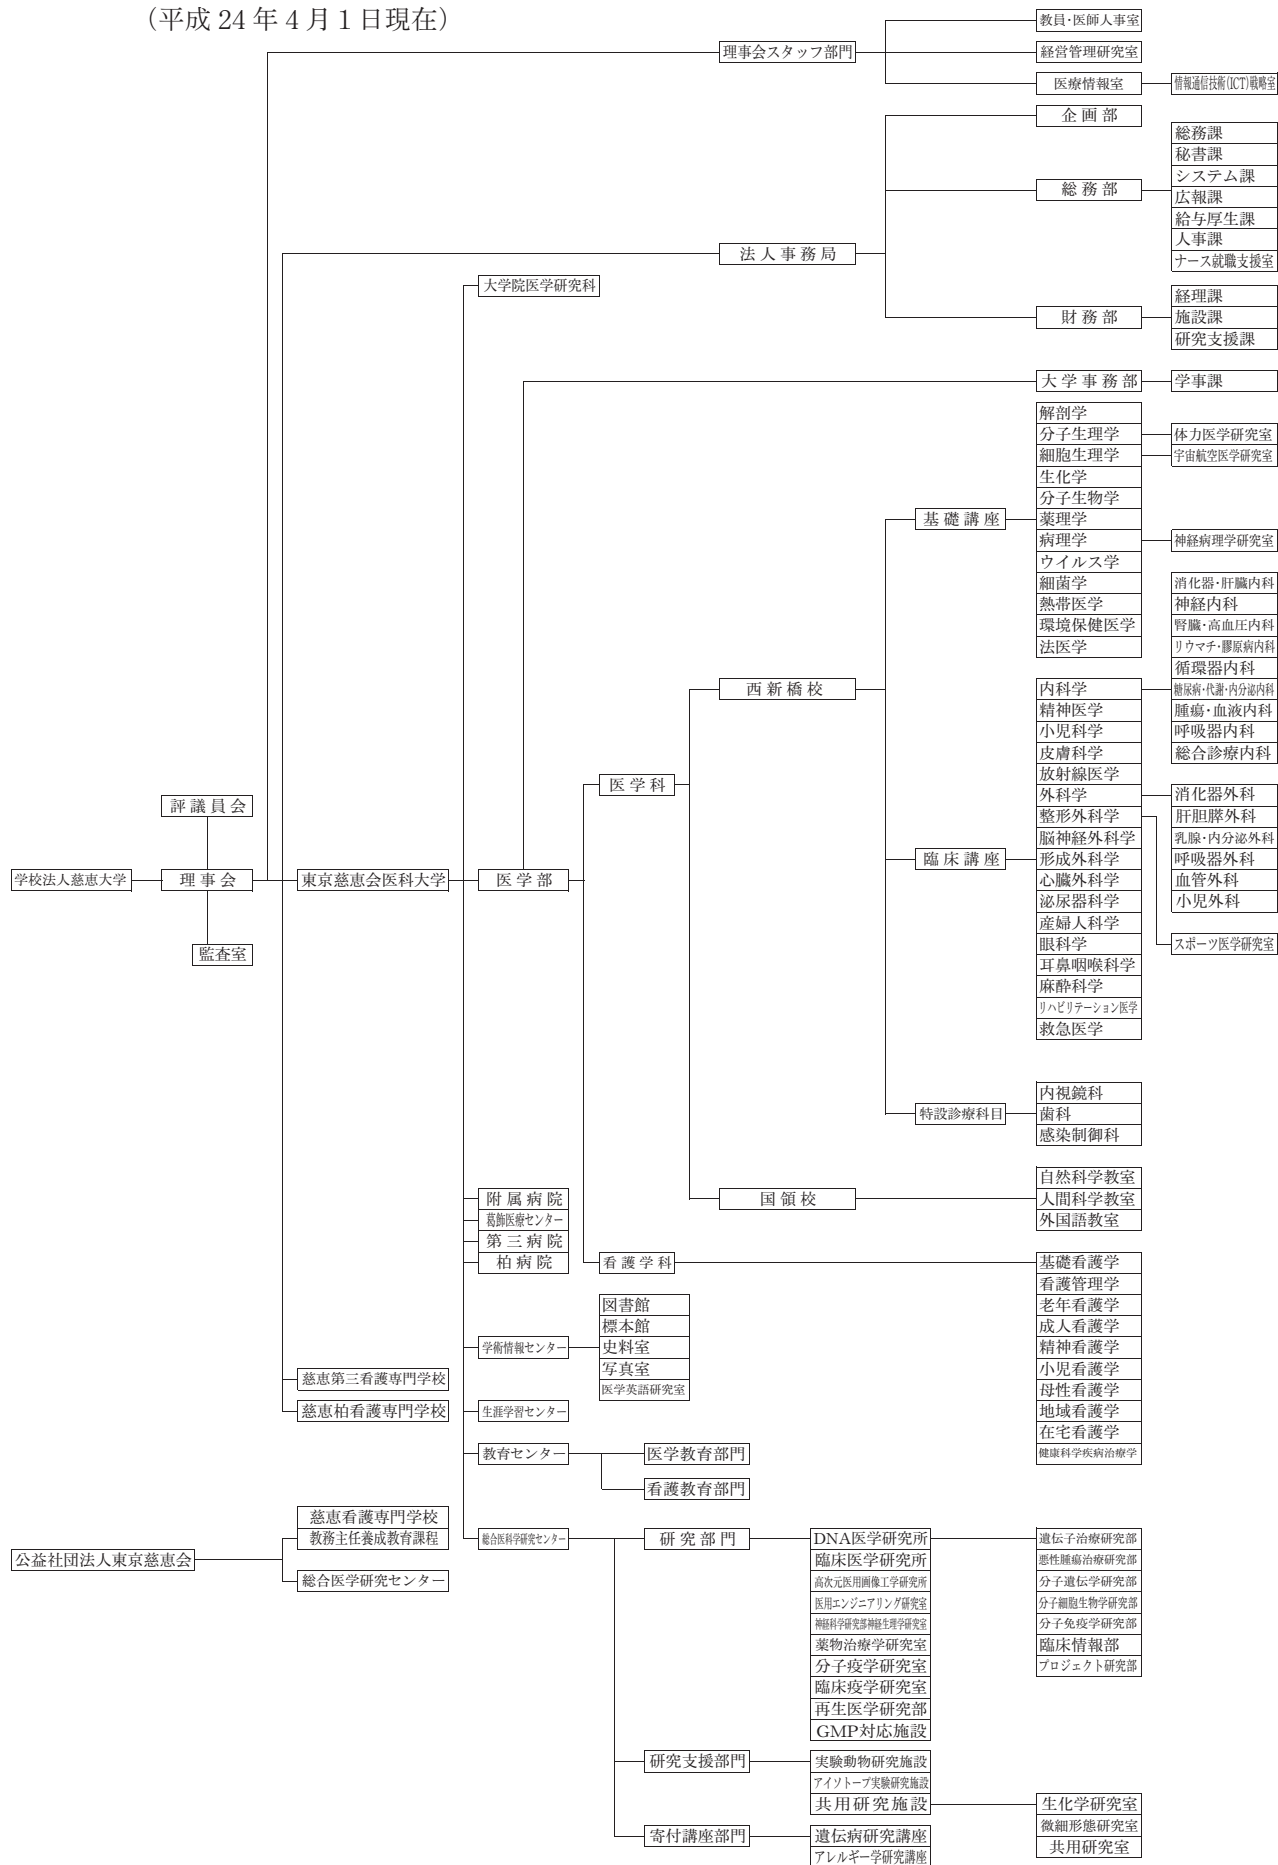 （平成 24 年 4 月 1 日現在）
学校法人慈恵大学
評議員会
理事会
監査室
理事会スタッフ部門
教員・医師人事室
経営管理研究室
医療情報室
情報通信技術(ICT)戦略室
法人事務局
企画部
総務部
総務課
秘書課
システム課
広報課
給与厚生課
人事課
ナース就職支援室
財務部
経理課
施設課
研究支援課
東京慈恵会医科大学
大学院医学研究科
医学部
大学事務部
学事課
医学科
西新橋校
基礎講座
解剖学
分子生理学
細胞生理学
生化学
分子生物学
薬理学
病理学
ウイルス学
細菌学
熱帯医学
環境保健医学
法医学
体力医学研究室
宇宙航空医学研究室
神経病理学研究室
臨床講座
内科学
精神医学
小児科学
皮膚科学
放射線医学
外科学
整形外科学
脳神経外科学
形成外科学
心臓外科学
泌尿器科学
産婦人科学
眼科学
耳鼻咽喉科学
麻酔科学
リハビリテーション医学
救急医学
消化器・肝臓内科
神経内科
腎臓・高血圧内科
リウマチ・膠原病内科
循環器内科
糖尿病・代謝・内分泌内科
腫瘍・血液内科
呼吸器内科
総合診療内科
消化器外科
肝胆膵外科
乳腺・内分泌外科
呼吸器外科
血管外科
小児外科
スポーツ医学研究室
特設診療科目
内視鏡科
歯科
感染制御科
国領校
自然科学教室
人間科学教室
外国語教室
看護学科
基礎看護学
看護管理学
老年看護学
成人看護学
精神看護学
小児看護学
母性看護学
地域看護学
在宅看護学
健康科学疾病治療学
附属病院
葛飾医療センター
第三病院
柏病院
学術情報センター
図書館
標本館
史料室
写真室
医学英語研究室
生涯学習センター
教育センター
医学教育部門
看護教育部門
総合医科学研究センター
研究部門
DNA医学研究所
臨床医学研究所
高次元医用画像工学研究所
医用エンジニアリング研究室
神経科学研究部神経生理学研究室
薬物治療学研究室
分子疫学研究室
臨床疫学研究室
再生医学研究部
GMP対応施設
遺伝子治療研究部
悪性腫瘍治療研究部
分子遺伝学研究部
分子細胞生物学研究部
分子免疫学研究部
臨床情報部
プロジェクト研究部
研究支援部門
実験動物研究施設
アイソトープ実験研究施設
共用研究施設
生化学研究室
微細形態研究室
共用研究室
寄付講座部門
遺伝病研究講座
アレルギー学研究講座
慈恵第三看護専門学校
慈恵柏看護専門学校
公益社団法人東京慈恵会
慈恵看護専門学校
教務主任養成教育課程
総合医学研究センター